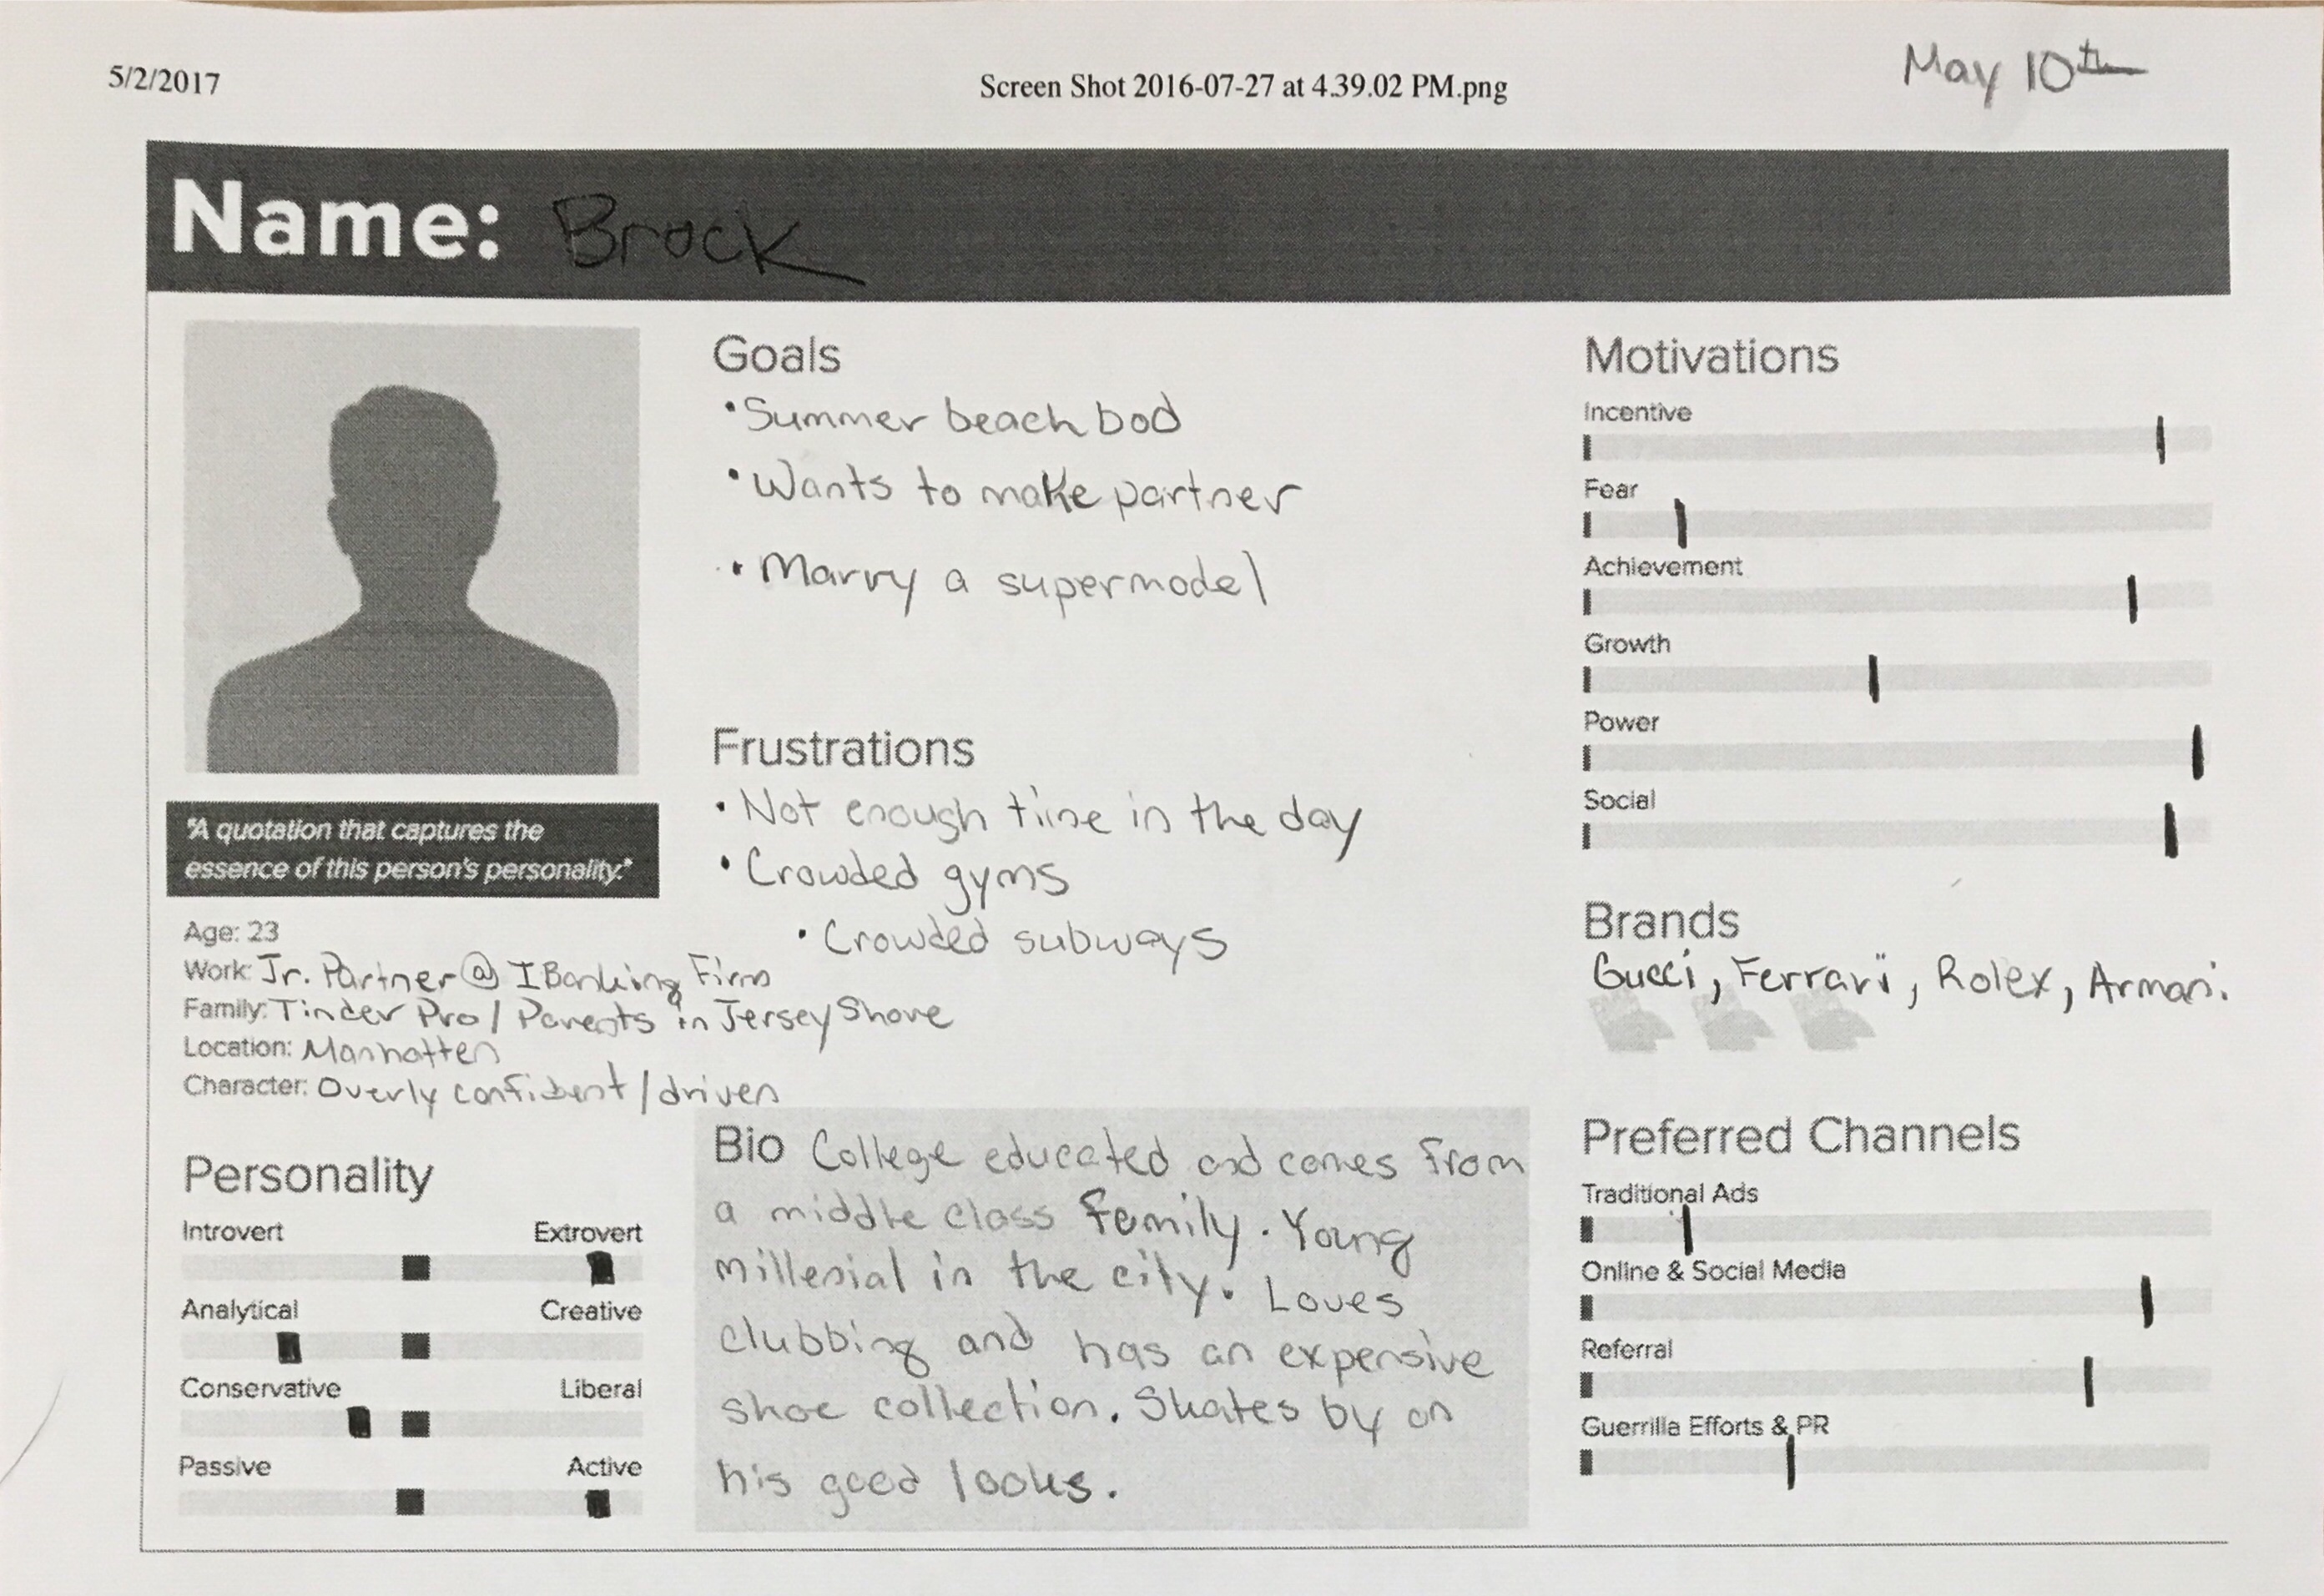 5/2/2017
Screen Shot 2016-07-27 at 4.39.02 PM.png
May 10th
Name: Brock
"A quotation that captures the
essence of this person's personality."
Age: 23
Work: Jr. Partner @ I Banking Firm
Family: Tinder Pro / Parents in Jersey Shore
Location: Manhatten
Character: Overly confident / driven
Personality
Introvert Extrovert
Analytical Creative
Conservative Liberal
Passive Active
Goals
• Summer beach bod
• Wants to make partner
• Marry a supermodel
Frustrations
• Not enough time in the day
• Crowded gyms
• Crowded subways
Bio College educated and comes from
a middle class family. Young
millenial in the city. Loves
clubbing and has an expensive
shoe collection. Skates by on
his good looks.
Motivations
Incentive
Fear
Achievement
Growth
Power
Social
Brands
Gucci, Ferrari, Rolex, Armani
Preferred Channels
Traditional Ads
Online & Social Media
Referral
Guerrilla Efforts & PR